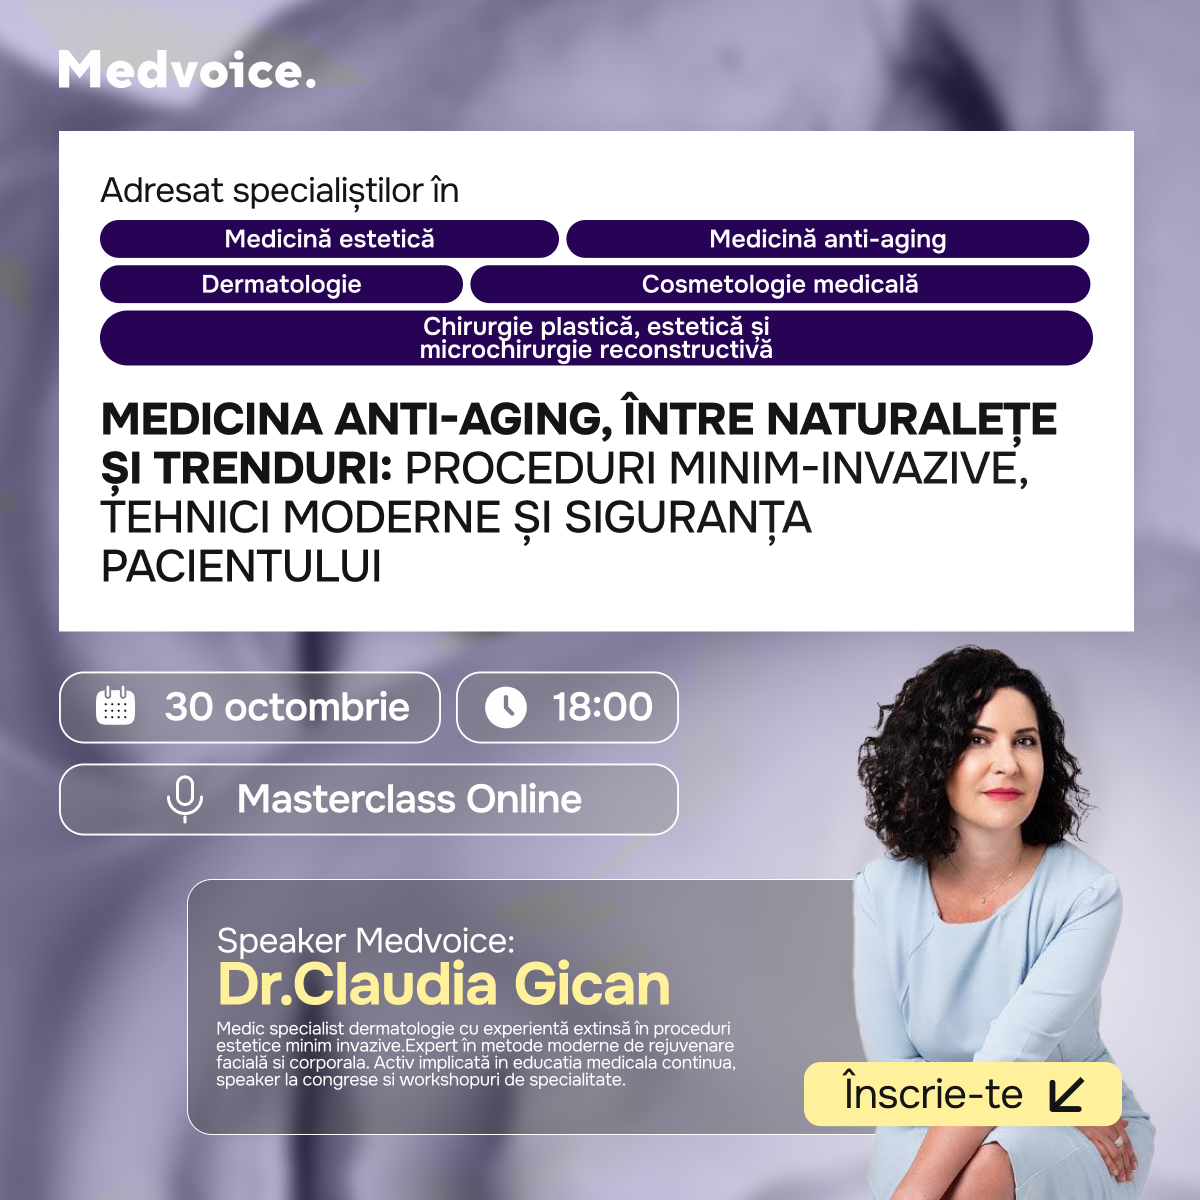 Medvoice.
Adresat specialiștilor în
Medicină estetică
Medicină anti-aging
Dermatologie
Cosmetologie medicală
Chirurgie plastică, estetică și
microchirurgie reconstructivă
MEDICINA ANTI-AGING, ÎNTRE NATURALEȚE
ȘI TRENDURI: PROCEDURI MINIM-INVAZIVE,
TEHNICI MODERNE ȘI SIGURANȚA
PACIENTULUI
30 octombrie
18:00
Masterclass Online
Speaker Medvoice:
Dr.Claudia Gican
Medic specialist dermatologie cu experientă extinsă în proceduri
estetice minim invazive.Expert în metode moderne de rejuvenare
facială si corporala. Activ implicată in educatia medicala continua,
speaker la congrese si workshopuri de specialitate.
Înscrie-te